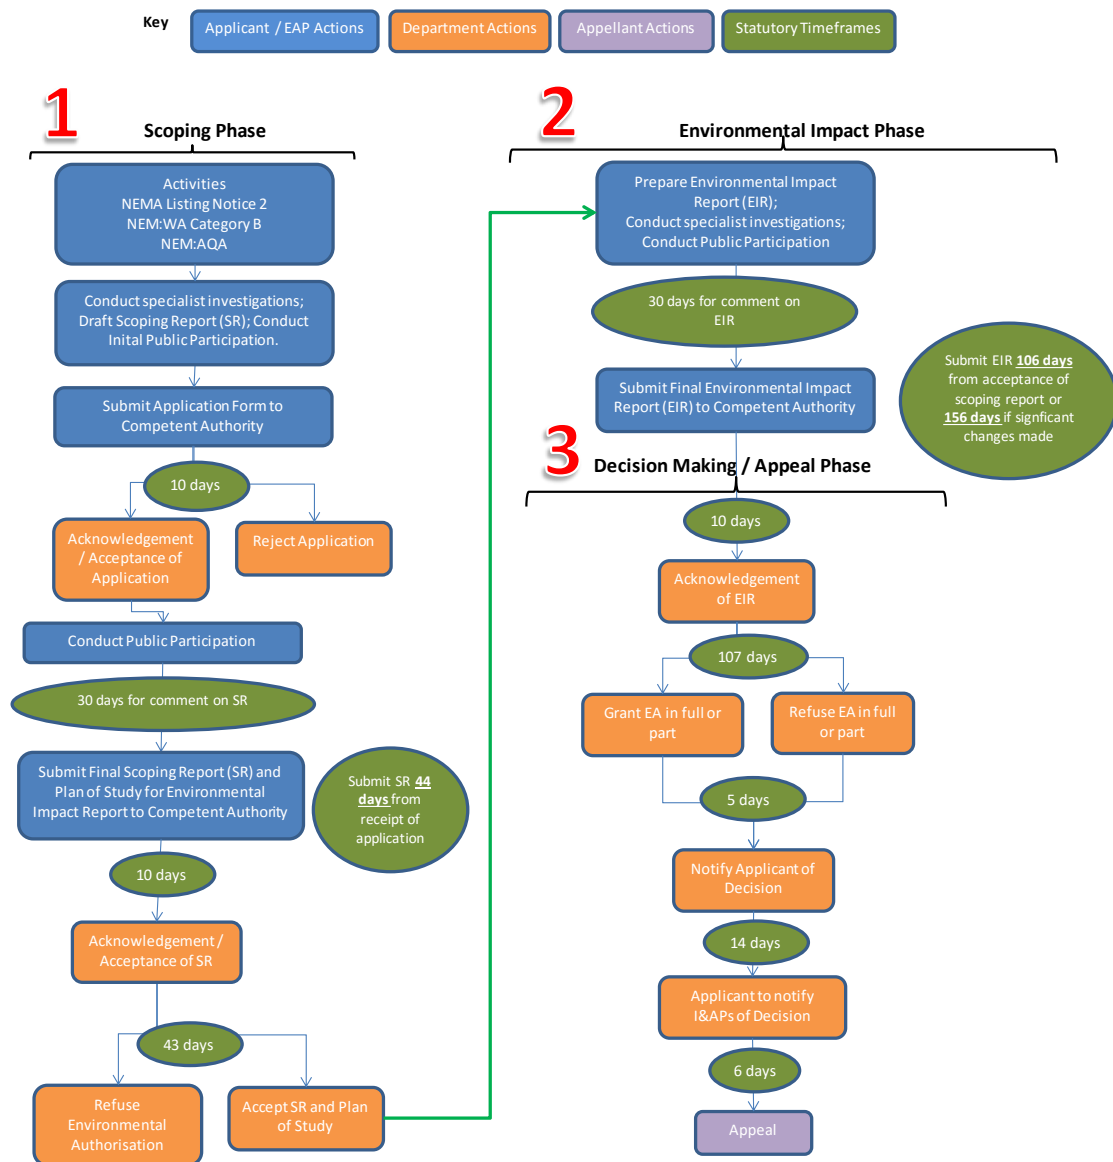 Key
Applicant / EAP Actions
Department Actions
Appellant Actions
Statutory Timeframes
1
Scoping Phase
Activities
NEMA Listing Notice 2
NEM:WA Category B
NEM:AQA
Conduct specialist investigations;
Draft Scoping Report (SR); Conduct
Inital Public Participation.
Submit Application Form to
Competent Authority
10 days
Acknowledgement
/ Acceptance of
Application
Reject Application
Conduct Public Participation
30 days for comment on SR
Submit Final Scoping Report (SR) and
Plan of Study for Environmental
Impact Report to Competent Authority
Submit SR 44
days from
receipt of
application
10 days
Acknowledgement /
Acceptance of SR
43 days
Refuse
Environmental
Authorisation
Accept SR and Plan
of Study
2
Environmental Impact Phase
Prepare Environmental Impact
Report (EIR);
Conduct specialist investigations;
Conduct Public Participation
30 days for comment on
EIR
Submit Final Environmental Impact
Report (EIR) to Competent Authority
Submit EIR 106 days
from acceptance of
scoping report or
156 days if signficant
changes made
3
Decision Making / Appeal Phase
10 days
Acknowledgement
of EIR
107 days
Grant EA in full or
part
Refuse EA in full
or part
5 days
Notify Applicant of
Decision
14 days
Applicant to notify
I&APs of Decision
6 days
Appeal